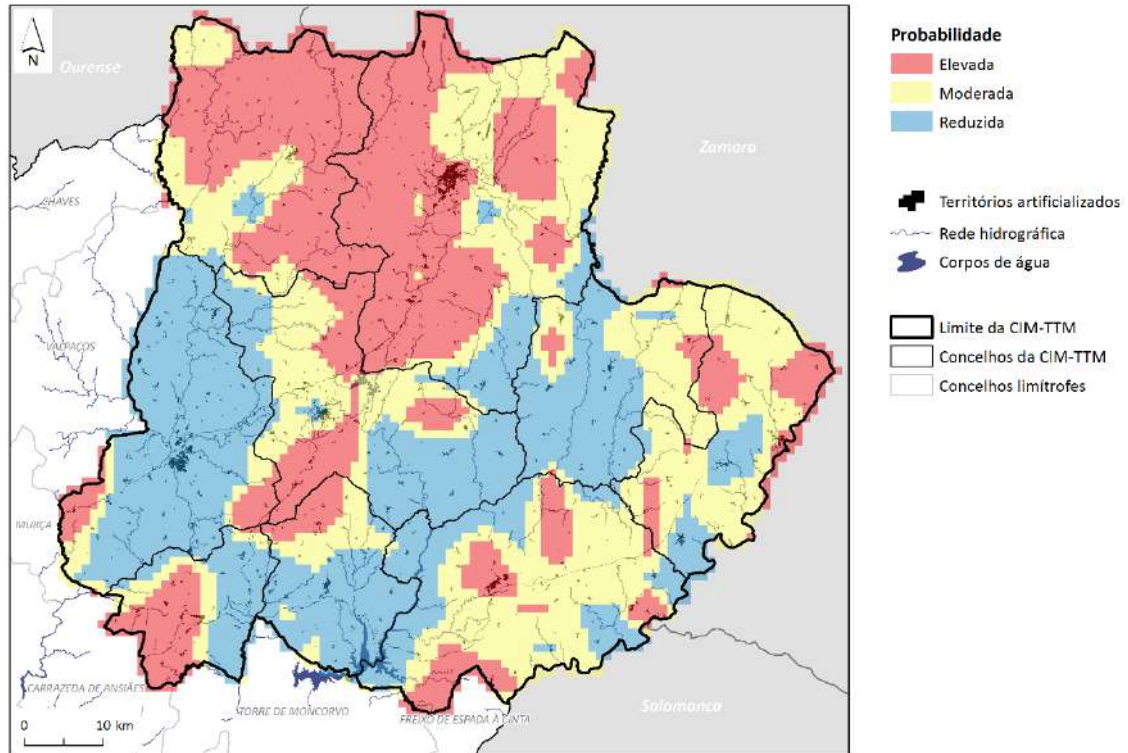 N
Ourense
Zamora
CHAVES
VALPAÇOS
MURÇA
CARRAZEDA DE ANSIÃES
TORRE DE MONCORVO
FREIXO DE ESPADA À CINTA
Salamanca
0 10 km
Probabilidade
Elevada
Moderada
Reduzida
Territórios artificializados
Rede hidrográfica
Corpos de água
Limite da CIM-TTM
Concelhos da CIM-TTM
Concelhos limítrofes